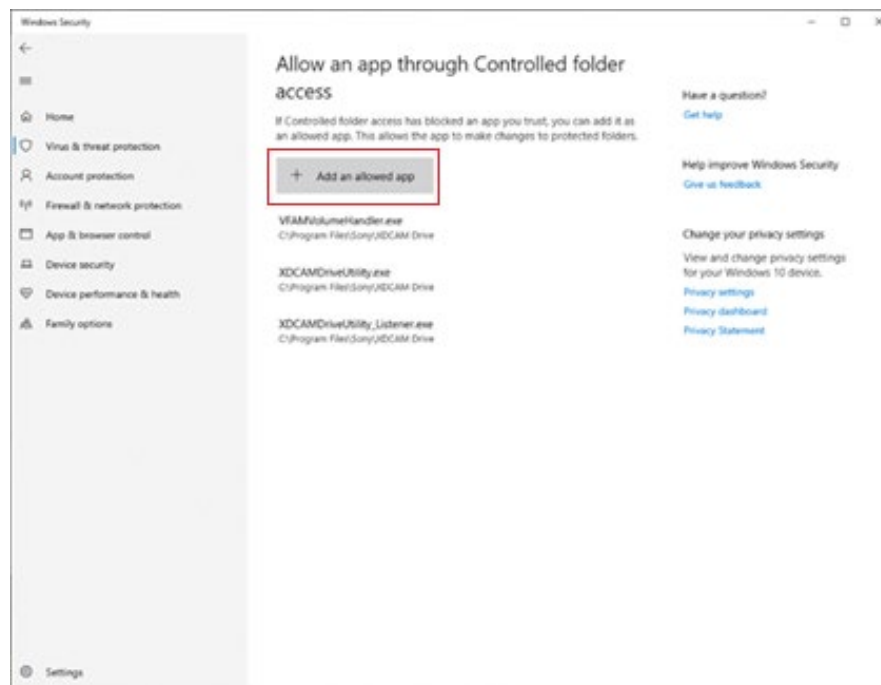 Windows Security
Home
Virus & threat protection
Account protection
Firewall & network protection
App & browser control
Device security
Device performance & health
Family options
Settings
Allow an app through Controlled folder
access
If Controlled folder access has blocked an app you trust, you can add it as
an allowed app. This allows the app to make changes to protected folders.
+ Add an allowed app
VFAMVolumeHandler.exe
C:\Program Files\Sony\XDCAM Drive
XDCAMDriveUtility.exe
C:\Program Files\Sony\XDCAM Drive
XDCAMDriveUtility_Listener.exe
C:\Program Files\Sony\XDCAM Drive
Have a question?
Get help
Help improve Windows Security
Give us feedback
Change your privacy settings
View and change privacy settings
for your Windows 10 device.
Privacy settings
Privacy dashboard
Privacy Statement